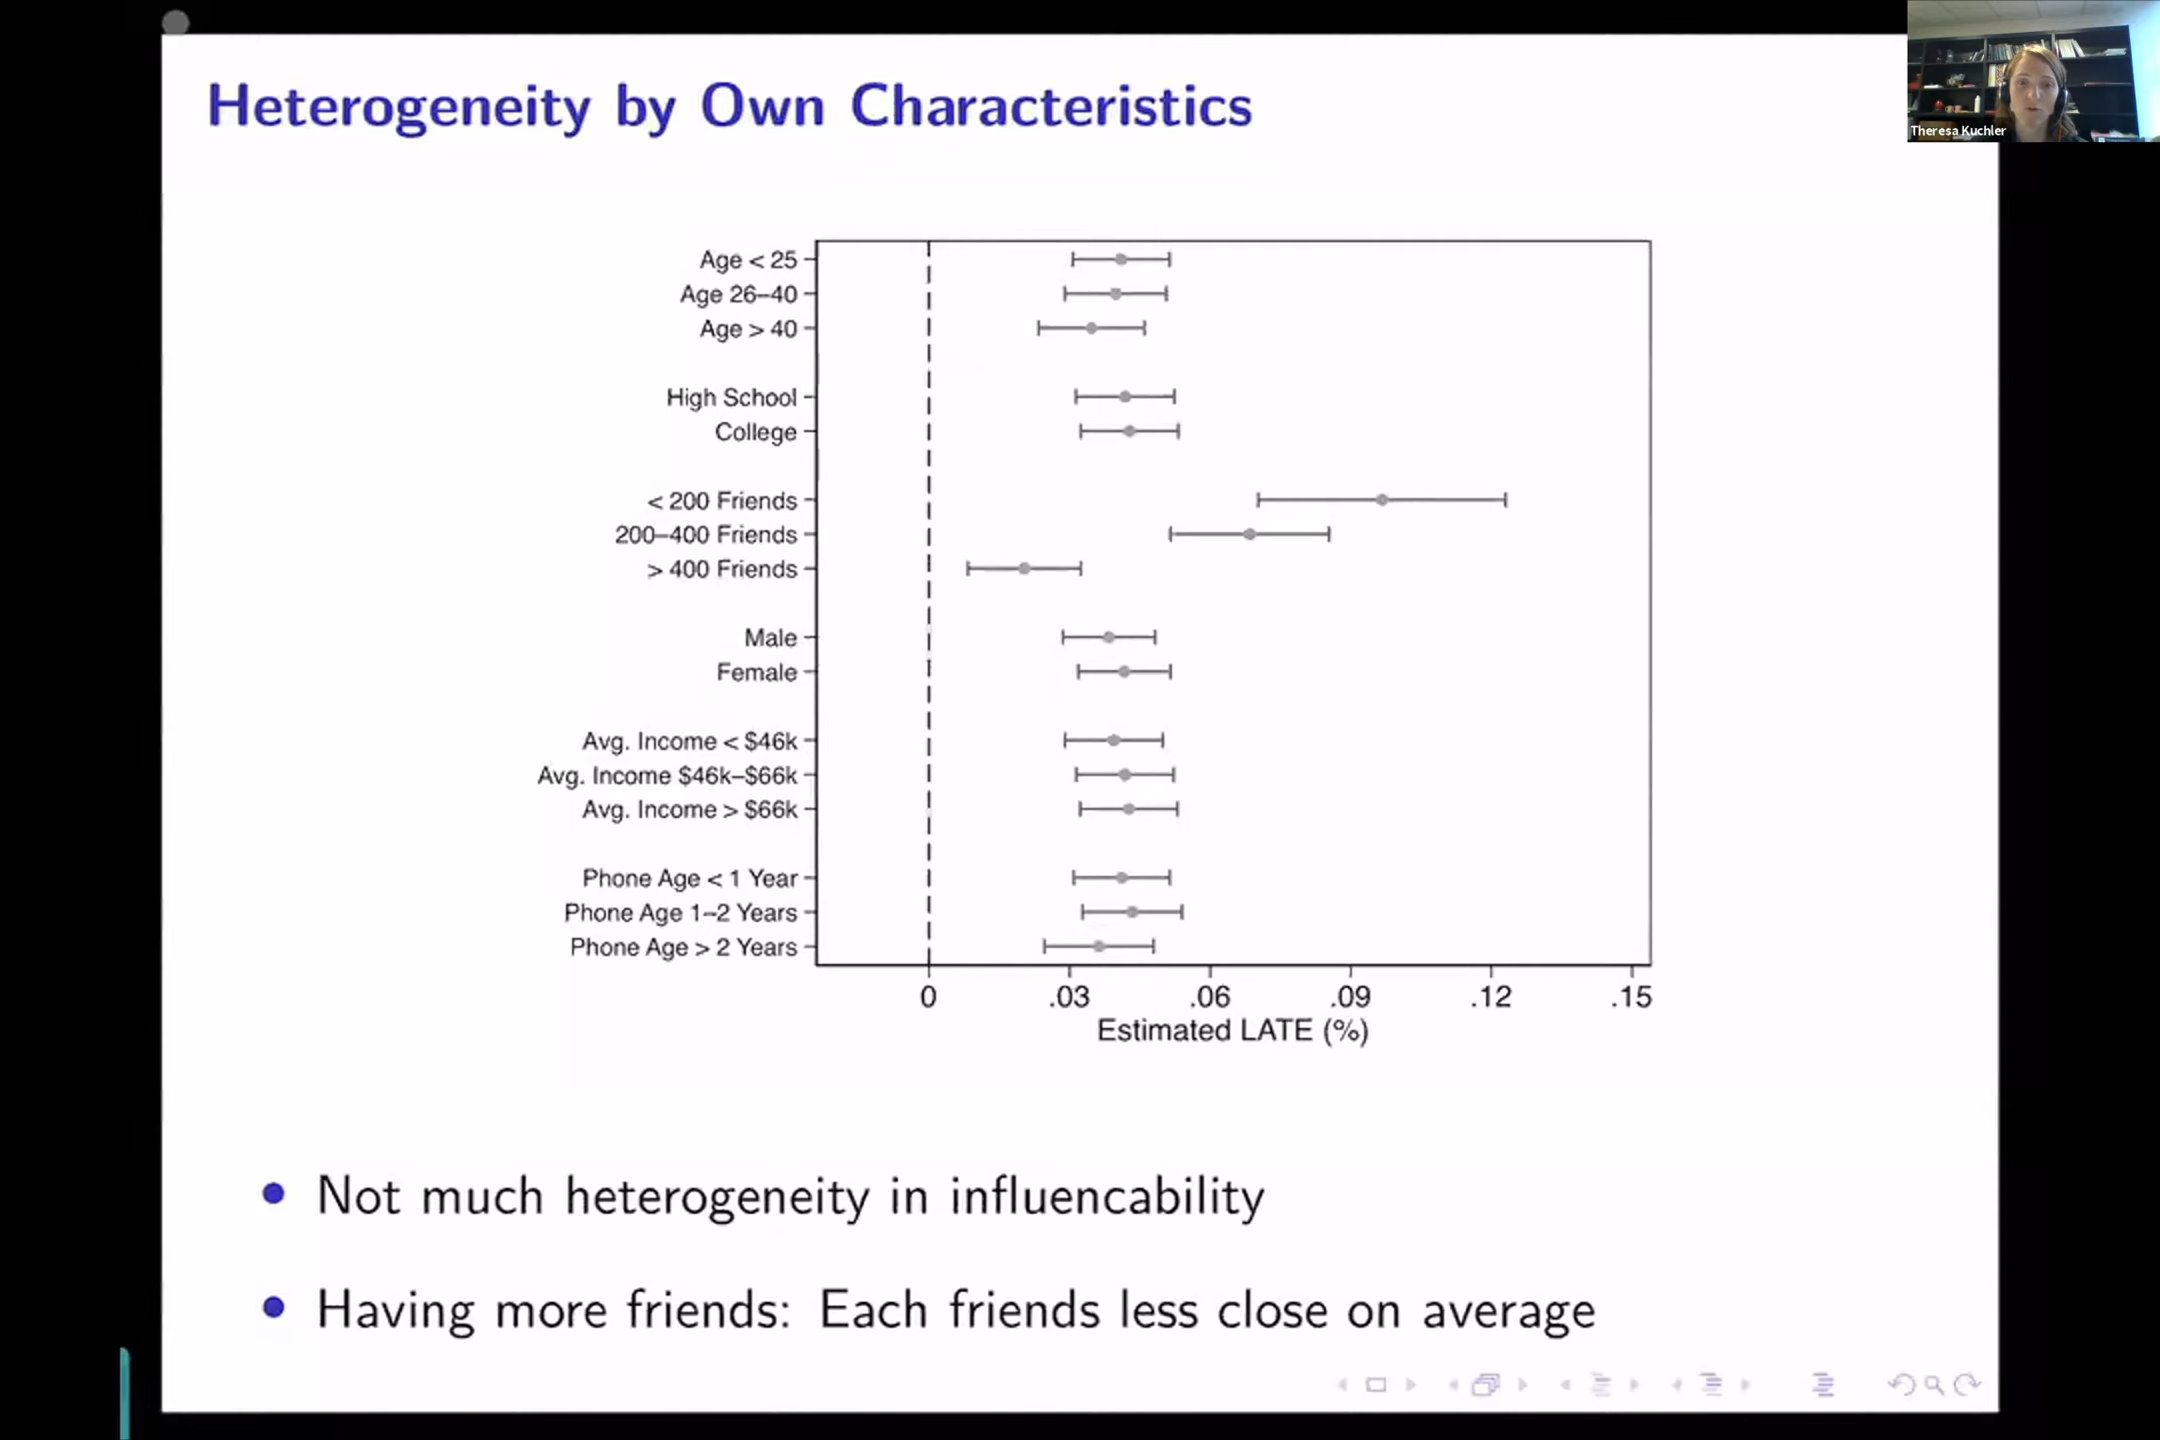 Heterogeneity by Own Characteristics
Theresa Kuchler
Age < 25
Age 26–40
Age > 40
High School
College
< 200 Friends
200–400 Friends
> 400 Friends
Male
Female
Avg. Income < $46k
Avg. Income $46k–$66k
Avg. Income > $66k
Phone Age < 1 Year
Phone Age 1–2 Years
Phone Age > 2 Years
0 .03 .06 .09 .12 .15
Estimated LATE (%)
• Not much heterogeneity in influencability
• Having more friends: Each friends less close on average